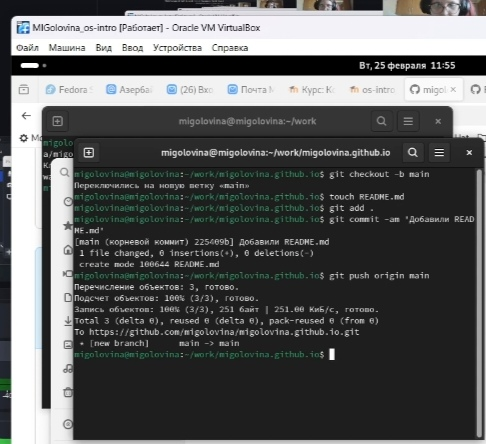 MIGolovina_os-intro [Работает] - Oracle VM VirtualBox
Файл Машина Вид Ввод Устройства Справка
Вт, 25 февраля 11:55
Fedora
Азерба
(26) Вхо
Почта
Курс:
os-intro
migol
migolovina@migolovina:~/work
migolovina@migolovina:~/work/migolovina.github.io
migolovina@migolovina:~/work/migolovina.github.io$ git checkout -b main
Переключились на новую ветку «main»
migolovina@migolovina:~/work/migolovina.github.io$ touch README.md
migolovina@migolovina:~/work/migolovina.github.io$ git add .
migolovina@migolovina:~/work/migolovina.github.io$ git commit -am 'Добавили READ
ME.md'
[main (корневой коммит) 225409b] Добавили README.md
1 file changed, 0 insertions(+), 0 deletions(-)
create mode 100644 README.md
migolovina@migolovina:~/work/migolovina.github.io$ git push origin main
Перечисление объектов: 3, готово.
Подсчет объектов: 100% (3/3), готово.
Запись объектов: 100% (3/3), 251 байт | 251.00 КиБ/с, готово.
Total 3 (delta 0), reused 0 (delta 0), pack-reused 0 (from 0)
To https://github.com/migolovina/migolovina.github.io.git
* [new branch] main -> main
migolovina@migolovina:~/work/migolovina.github.io$